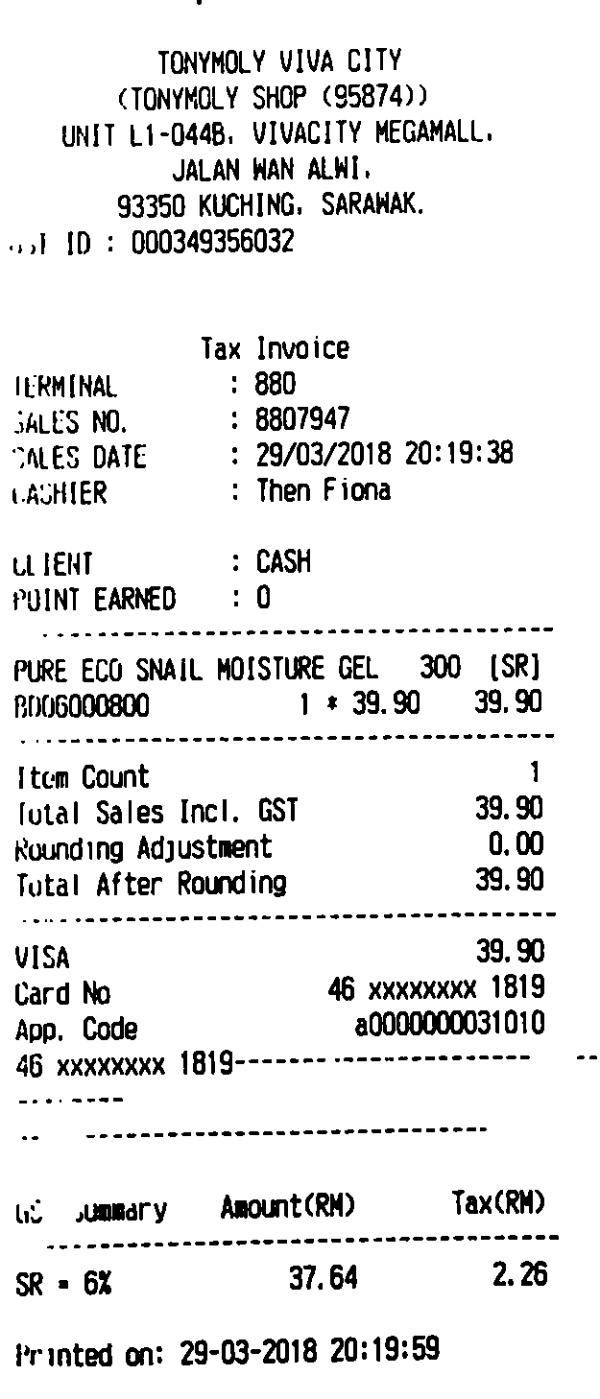 TONYMOLY VIVA CITY
(TONYMOLY SHOP (95874))
UNIT L1-044B, VIVACITY MEGAMALL,
JALAN WAN ALWI,
93350 KUCHING, SARAWAK.
ID : 000349356032
Tax Invoice
TERMINAL : 880
SALES NO. : 8807947
SALES DATE : 29/03/2018 20:19:38
CASHIER : Then Fiona
CLIENT : CASH
POINT EARNED : 0
PURE ECO SNAIL MOISTURE GEL 300 [SR]
BD06000800 1 * 39.90 39.90
Item Count 1
Total Sales Incl. GST 39.90
Rounding Adjustment 0.00
Total After Rounding 39.90
VISA 39.90
Card No 46 xxxxxxxx 1819
App. Code a0000000031010
46 xxxxxxxx 1819
Summary Amount(RM) Tax(RM)
SR = 6% 37.64 2.26
Printed on: 29-03-2018 20:19:59